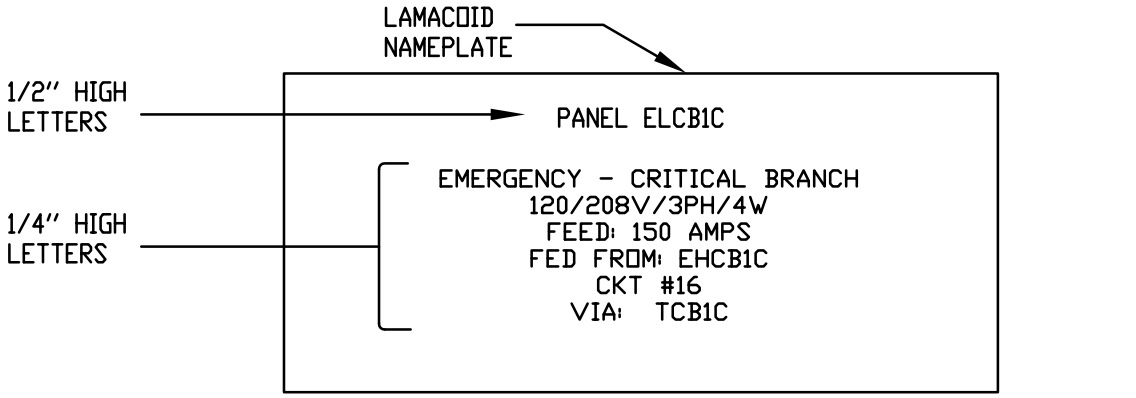 LAMACOID
NAMEPLATE
1/2" HIGH
LETTERS
PANEL ELCB1C
EMERGENCY - CRITICAL BRANCH
120/208V/3PH/4W
FEED: 150 AMPS
FED FROM: EHCB1C
CKT #16
VIA: TCB1C
1/4" HIGH
LETTERS